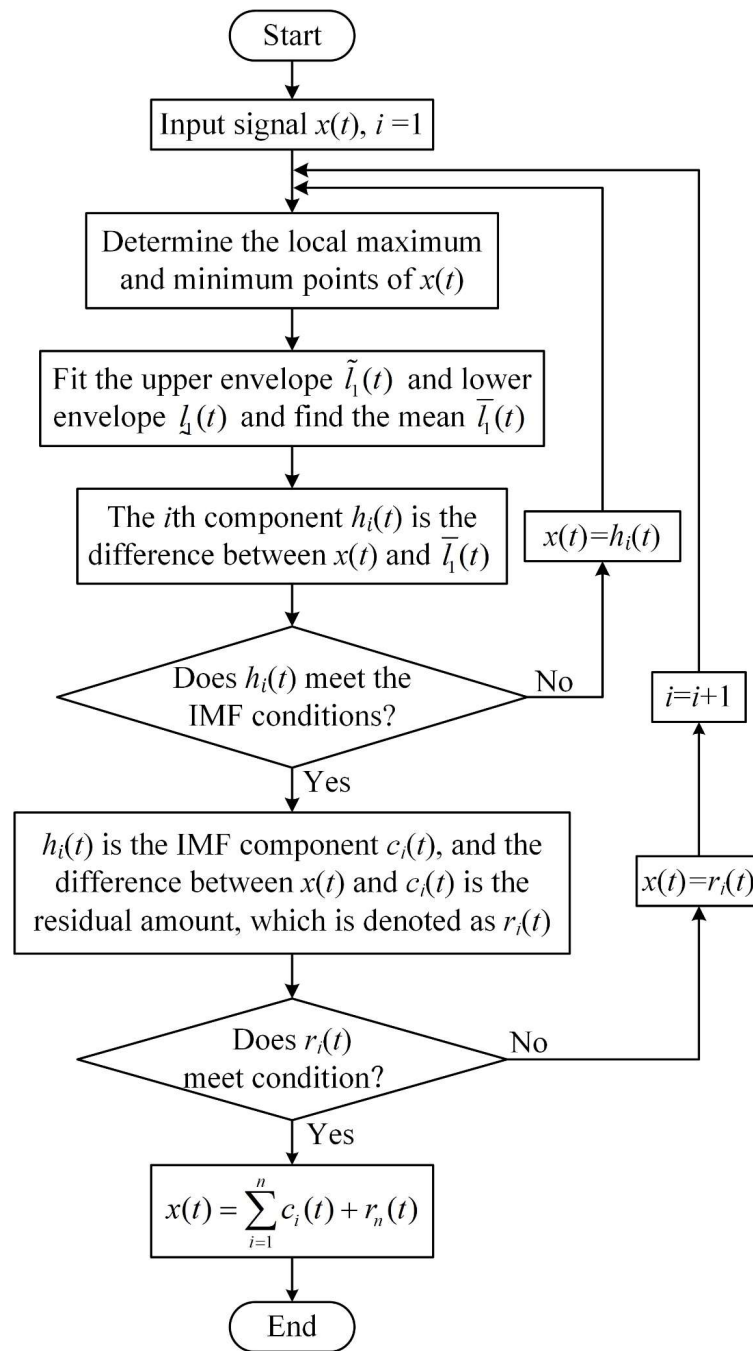 Start
Input signal x(t), i =1
Determine the local maximum
and minimum points of x(t)
Fit the upper envelope l̃₁(t) and lower
envelope l̰₁(t) and find the mean l̄₁(t)
The ith component hᵢ(t) is the
difference between x(t) and l̄₁(t)
x(t)=hᵢ(t)
Does hᵢ(t) meet the
IMF conditions?
No
i=i+1
Yes
hᵢ(t) is the IMF component cᵢ(t), and the
difference between x(t) and cᵢ(t) is the
residual amount, which is denoted as rᵢ(t)
x(t)=rᵢ(t)
Does rᵢ(t)
meet condition?
No
Yes
x(t) = ∑ⁿᵢ₌₁ cᵢ(t) + rₙ(t)
End